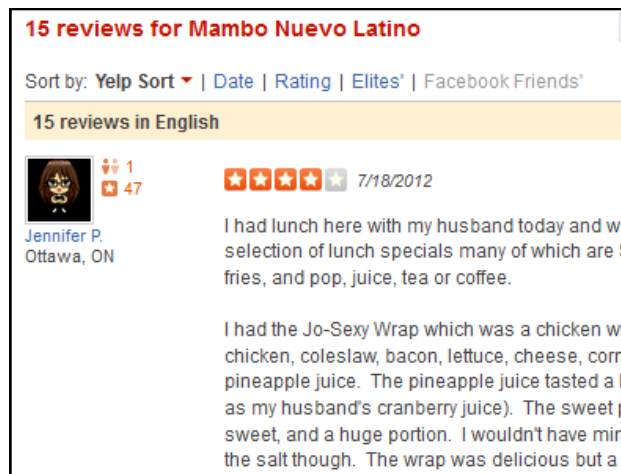 15 reviews for Mambo Nuevo Latino
Sort by: Yelp Sort | Date | Rating | Elites' | Facebook Friends'
15 reviews in English
1
47
7/18/2012
Jennifer P.
Ottawa, ON
I had lunch here with my husband today and
selection of lunch specials many of which are
fries, and pop, juice, tea or coffee.
I had the Jo-Sexy Wrap which was a chicken
chicken, coleslaw, bacon, lettuce, cheese,
pineapple juice. The pineapple juice tasted a
as my husband's cranberry juice). The sweet
sweet, and a huge portion. I wouldn't have
the salt though. The wrap was delicious but a